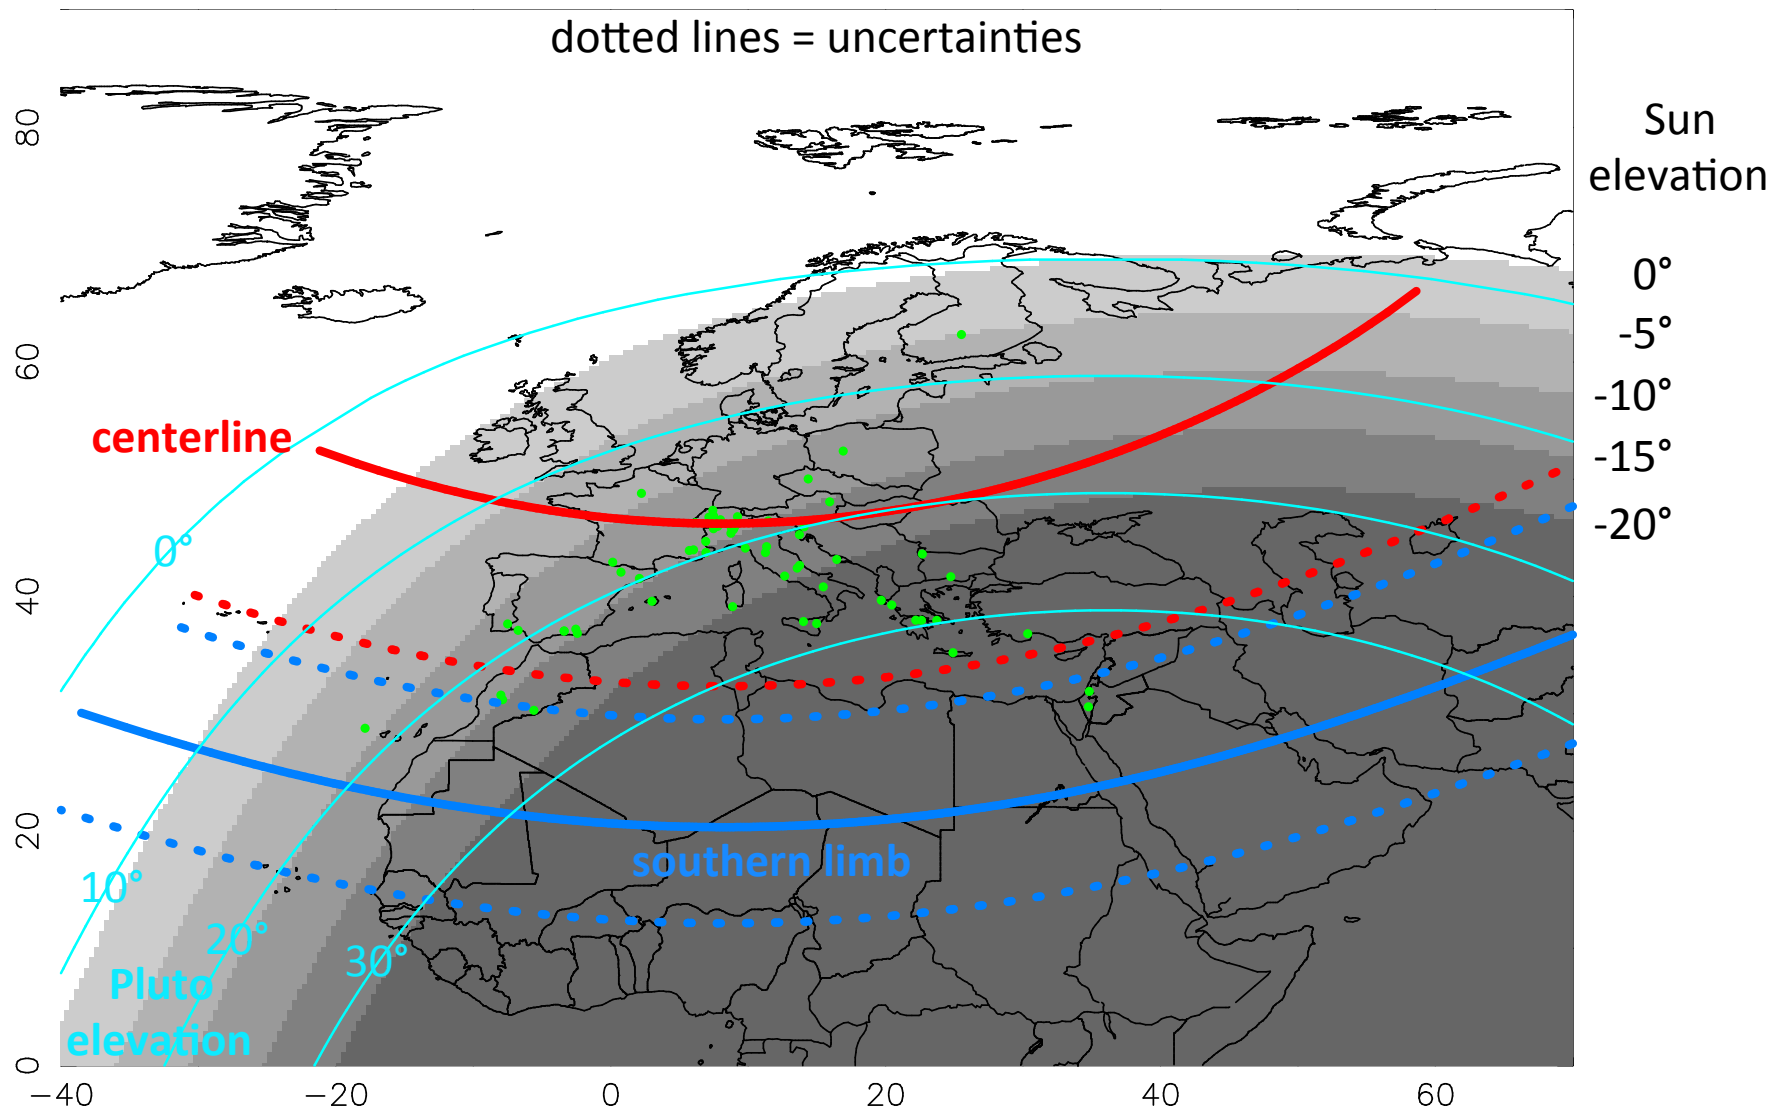 dotted lines = uncertainties
Sun
elevation
0°
-5°
-10°
-15°
-20°
centerline
southern limb
0°
10°
20°
30°
Pluto
elevation
80
60
40
20
0
−40
−20
0
20
40
60